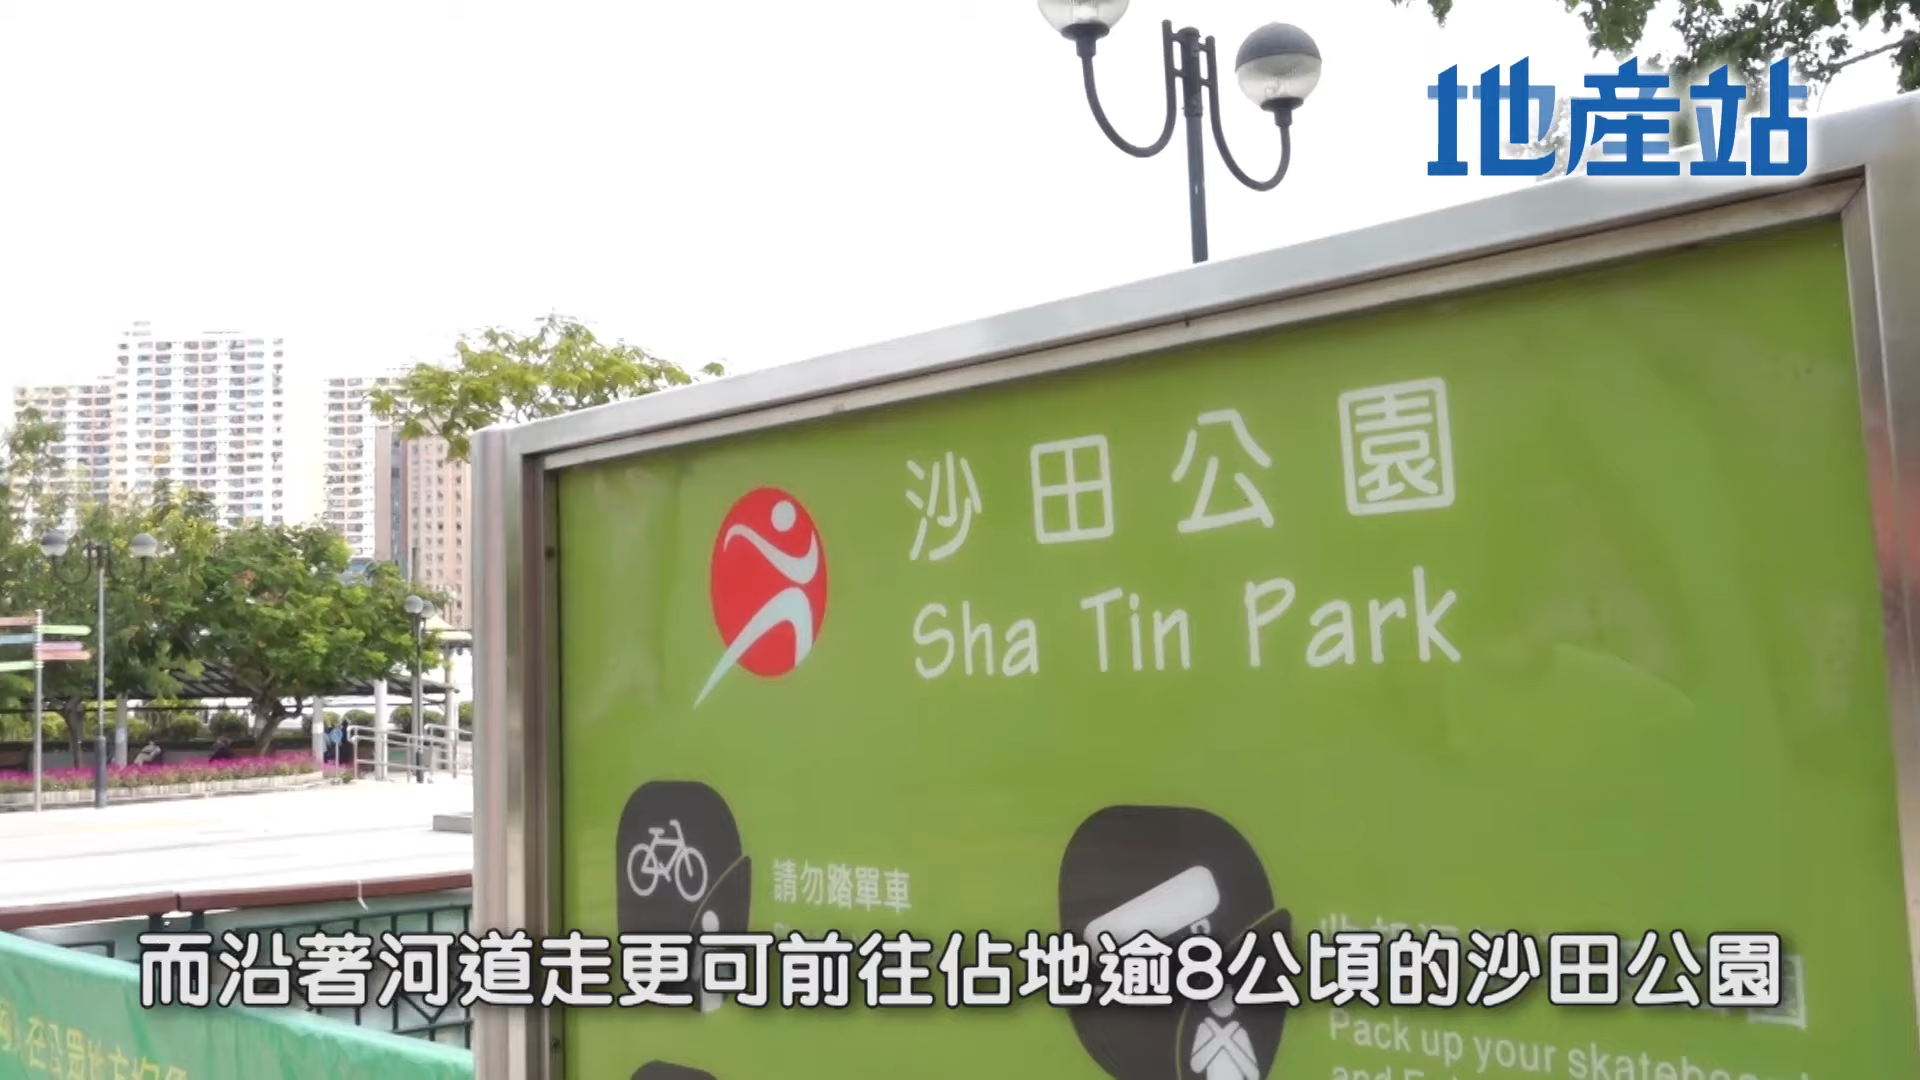 地產站
沙田公園
Sha Tin Park
請勿踏單車
而沿著河道走更可前往佔地逾8公頃的沙田公園
Pack up your